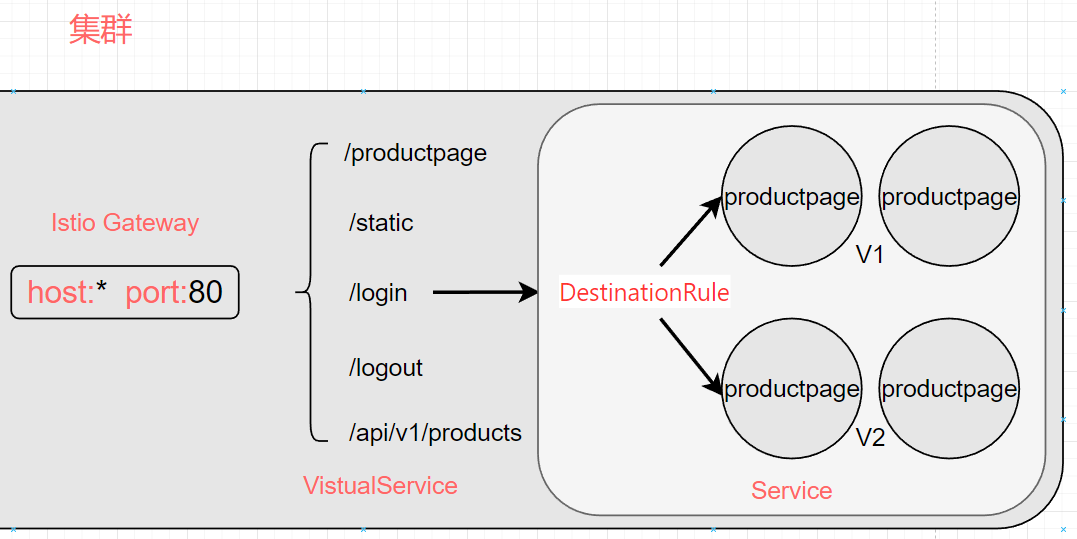 集群
Istio Gateway
host:* port:80
/productpage
/static
/login
/logout
/api/v1/products
VistualService
DestinationRule
productpage
productpage
V1
productpage
productpage
V2
Service